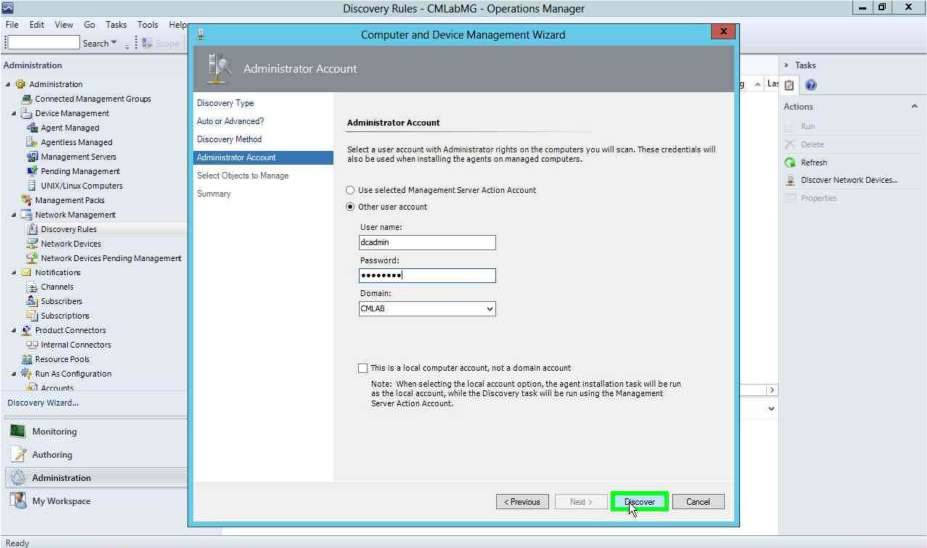 Discovery Rules - CMLabMG - Operations Manager
File Edit View Go Tasks Tools Help
Search
Scope
Administration
Administration
Connected Management Groups
Device Management
Agent Managed
Agentless Managed
Management Servers
Pending Management
UNIX/Linux Computers
Management Packs
Network Management
Discovery Rules
Network Devices
Network Devices Pending Management
Notifications
Channels
Subscribers
Subscriptions
Product Connectors
Internal Connectors
Resource Pools
Run As Configuration
Accounts
Discovery Wizard...
Monitoring
Authoring
Administration
My Workspace
Ready
Computer and Device Management Wizard
Administrator Account
Discovery Type
Auto or Advanced?
Discovery Method
Administrator Account
Select Objects to Manage
Summary
Administrator Account
Select a user account with Administrator rights on the computers you will scan. These credentials will
also be used when installing the agents on managed computers.
Use selected Management Server Action Account
Other user account
User name:
dcadmin
Password:
Domain:
CMLAB
This is a local computer account, not a domain account
Note: When selecting the local account option, the agent installation task will be run
as the local account, while the Discovery task will be run using the Management
Server Action Account.
< Previous Next > Discover Cancel
Tasks
Actions
Run
Delete
Refresh
Discover Network Devices...
Properties